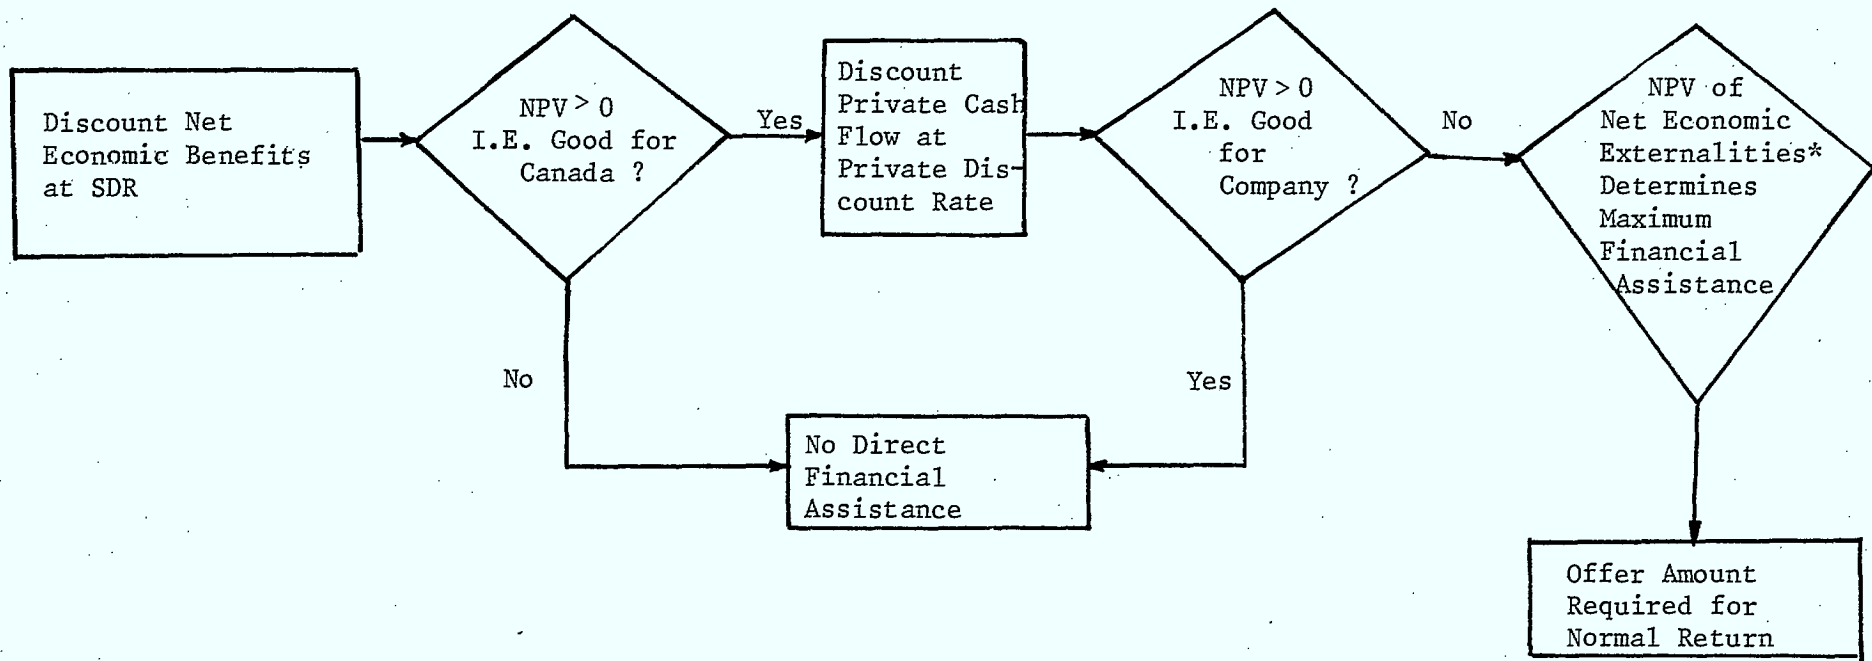 Discount Net
Economic Benefits
at SDR
NPV > 0
I.E. Good for
Canada ?
Yes
Discount
Private Cash
Flow at
Private Dis-
count Rate
NPV > 0
I.E. Good
for
Company ?
No
NPV of
Net Economic
Externalities*
Determines
Maximum
Financial
Assistance
No
Yes
No Direct
Financial
Assistance
Offer Amount
Required for
Normal Return